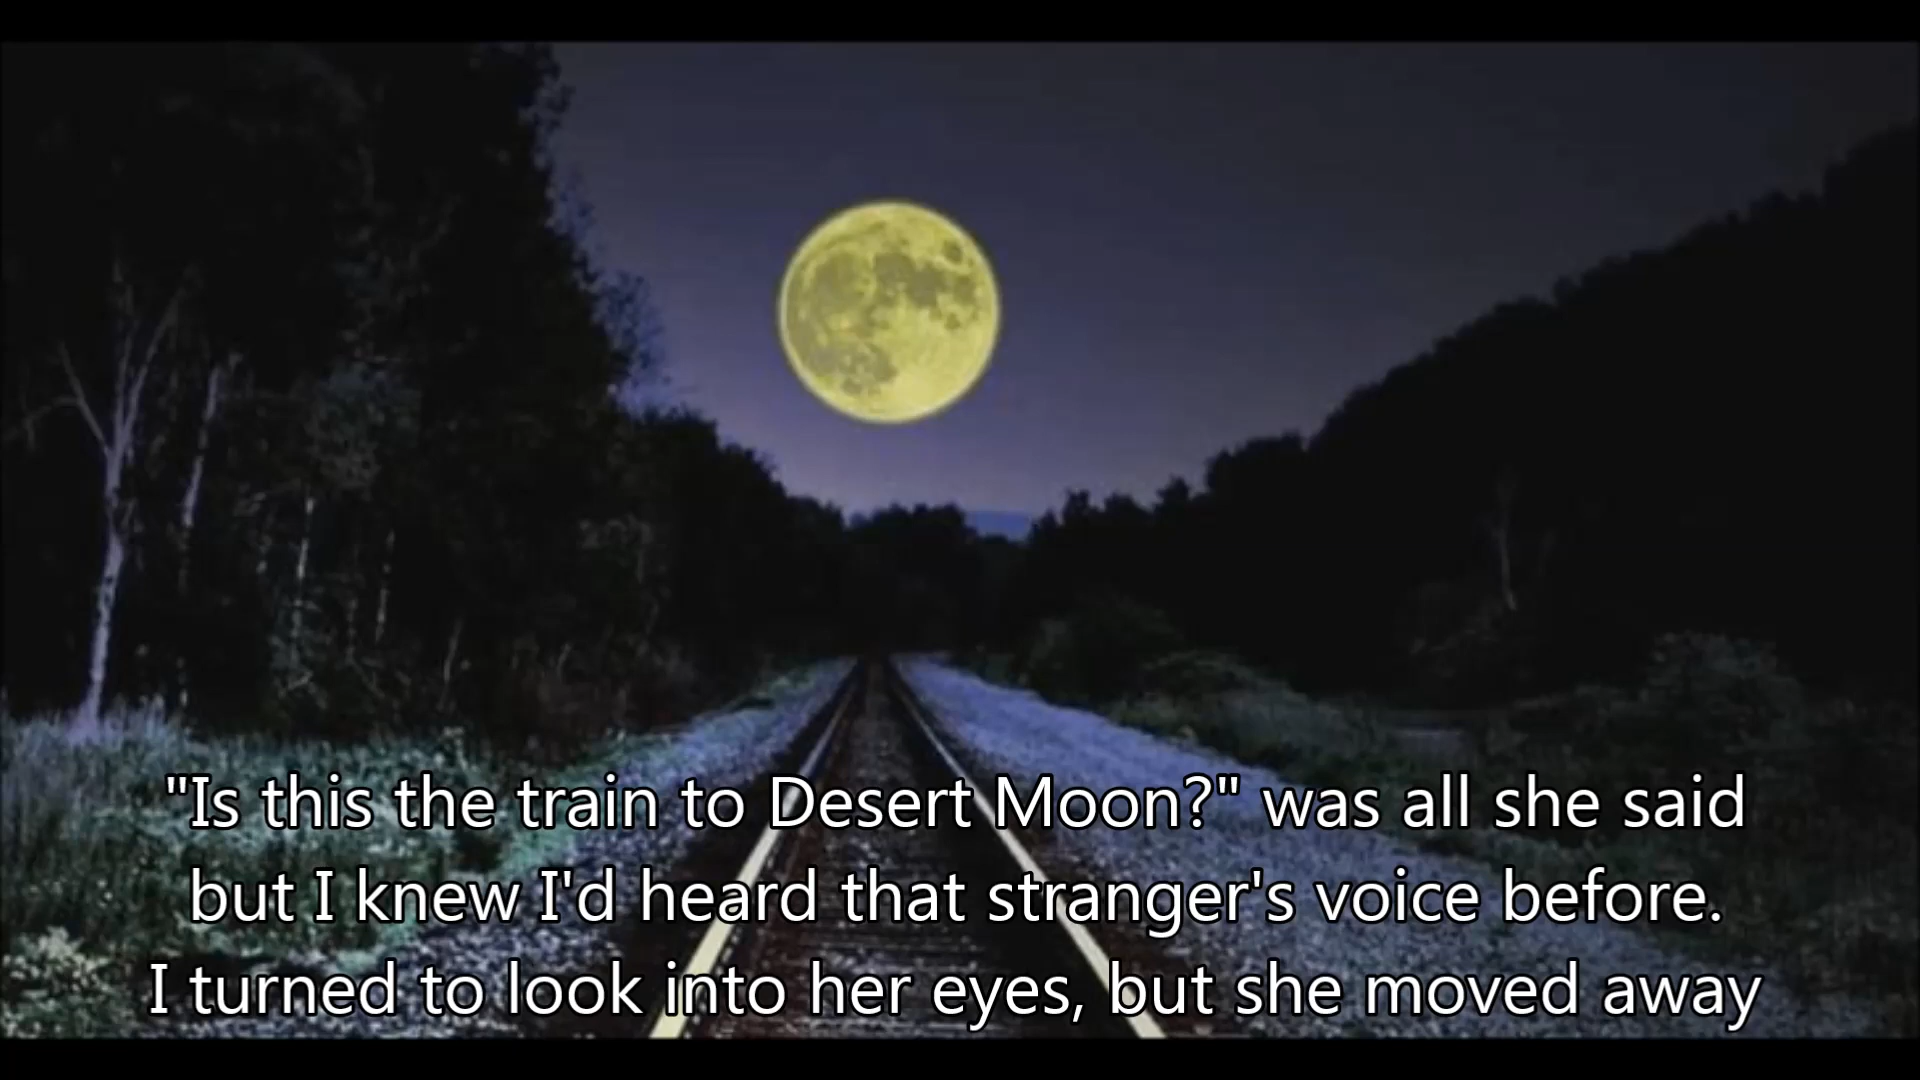 "Is this the train to Desert Moon?" was all she said
but I knew I'd heard that stranger's voice before.
I turned to look into her eyes, but she moved away